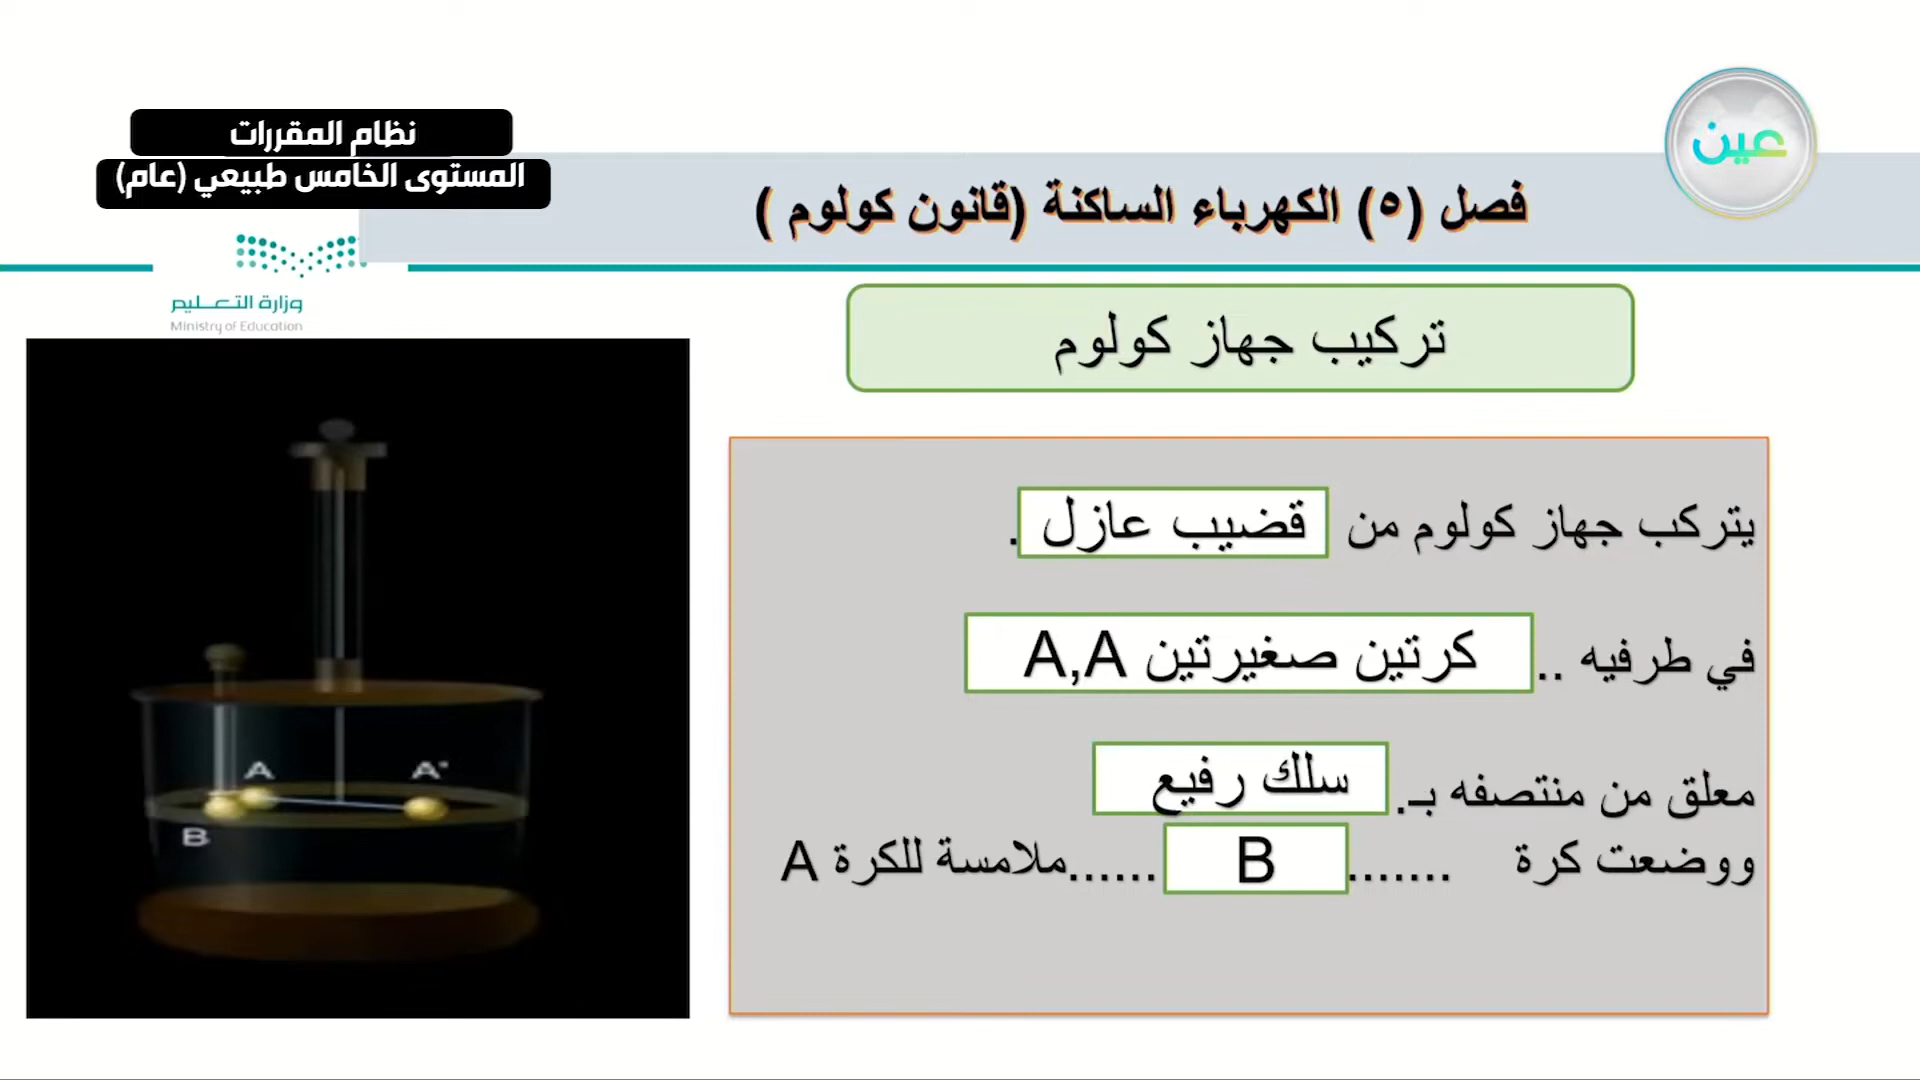 عين
نظام المقررات
المستوى الخامس طبيعي (عام)
فصل (٥) الكهرباء الساكنة (قانون كولوم )
وزارة التعليم
Ministry of Education
تركيب جهاز كولوم
يتركب جهاز كولوم من قضيب عازل .
في طرفيه .. كرتين صغيرتين A,A
معلق من منتصفه بـ. سلك رفيع
ووضعت كرة ....... B ......ملامسة للكرة A
A A'
B